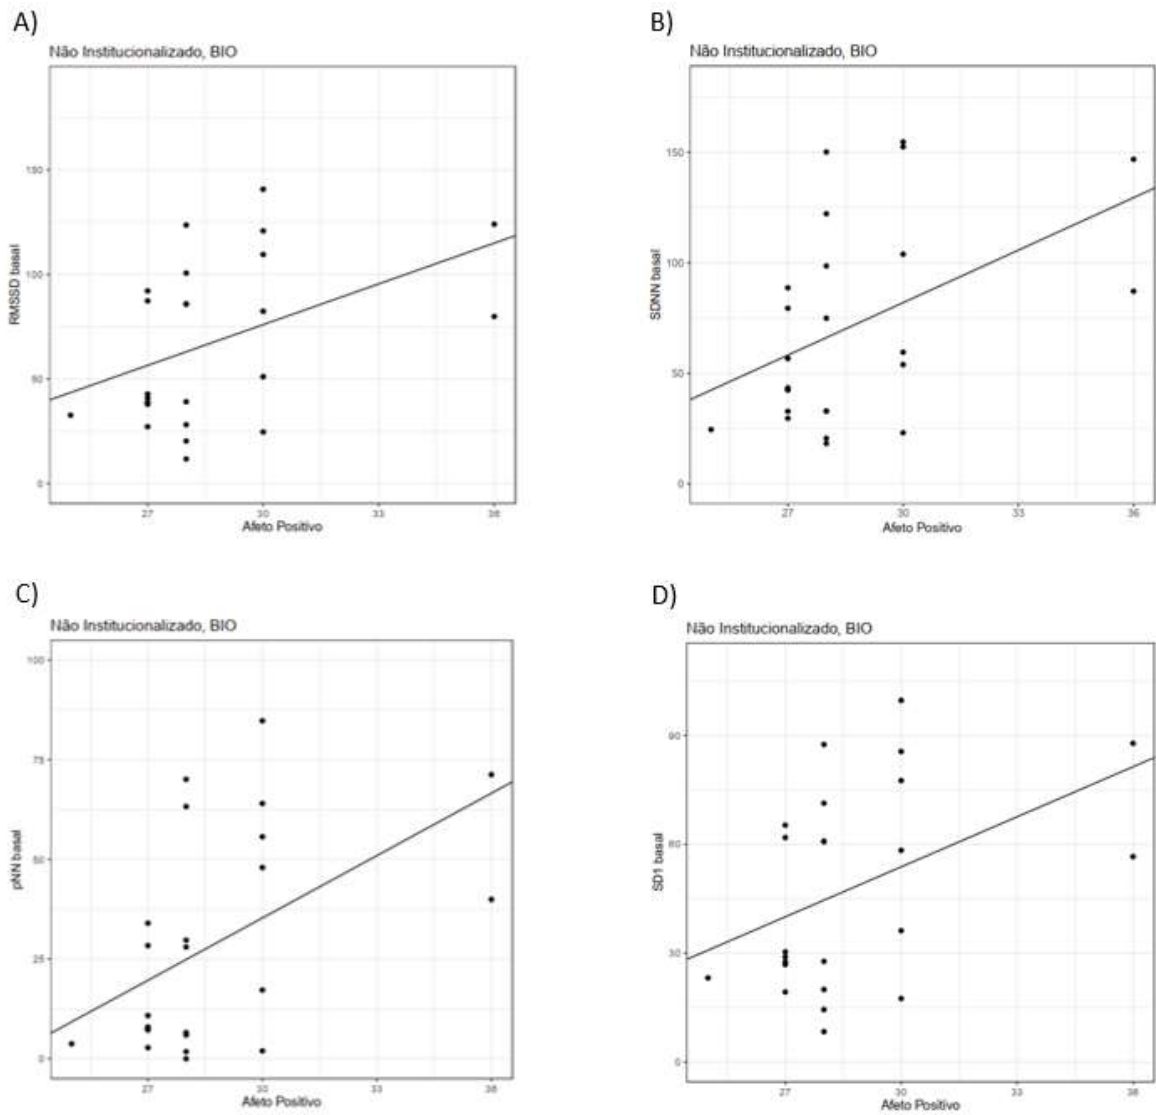 A)
Não Institucionalizado, BIO
RMSSD basal
150
100
50
0
27 30 33 36
Afeto Positivo
B)
Não Institucionalizado, BIO
SDNN basal
150
100
50
0
27 30 33 36
Afeto Positivo
C)
Não Institucionalizado, BIO
pNN basal
100
75
50
25
0
27 30 33 36
Afeto Positivo
D)
Não Institucionalizado, BIO
SD1 basal
90
60
30
0
27 30 33 36
Afeto Positivo